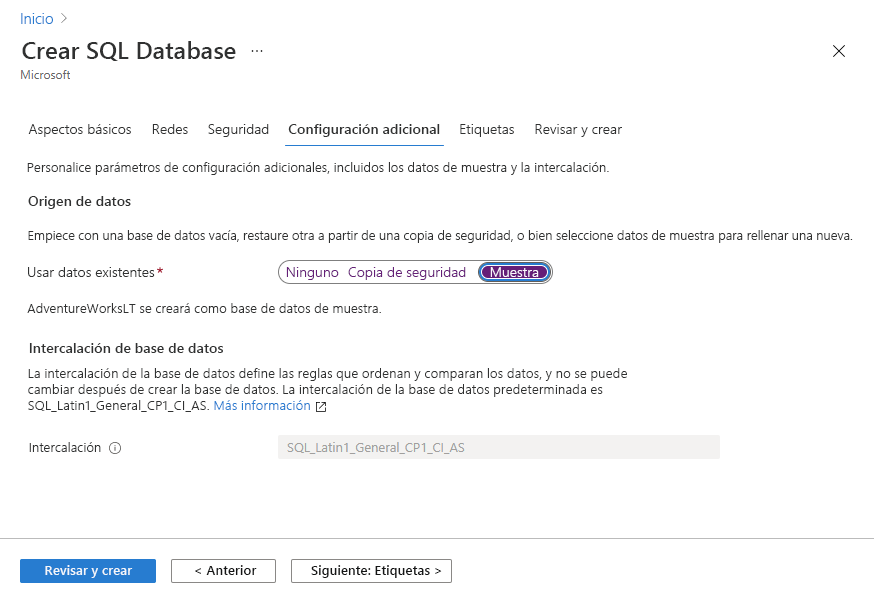 Inicio >
Crear SQL Database ...
Microsoft
Aspectos básicos Redes Seguridad Configuración adicional Etiquetas Revisar y crear
Personalice parámetros de configuración adicionales, incluidos los datos de muestra y la intercalación.
Origen de datos
Empiece con una base de datos vacía, restaure otra a partir de una copia de seguridad, o bien seleccione datos de muestra para rellenar una nueva.
Usar datos existentes* Ninguno Copia de seguridad Muestra
AdventureWorksLT se creará como base de datos de muestra.
Intercalación de base de datos
La intercalación de la base de datos define las reglas que ordenan y comparan los datos, y no se puede
cambiar después de crear la base de datos. La intercalación de la base de datos predeterminada es
SQL_Latin1_General_CP1_CI_AS. Más información
Intercalación SQL_Latin1_General_CP1_CI_AS
Revisar y crear < Anterior Siguiente: Etiquetas >